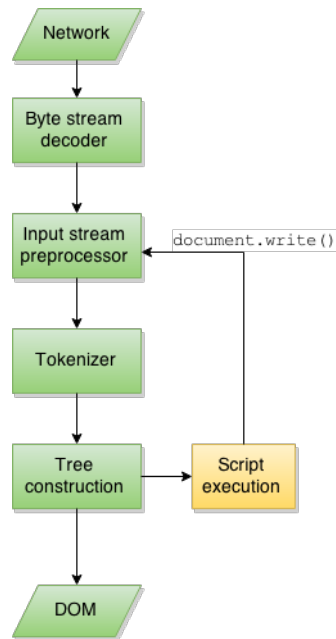 Network
Byte stream
decoder
Input stream
preprocessor
document.write()
Tokenizer
Tree
construction
Script
execution
DOM